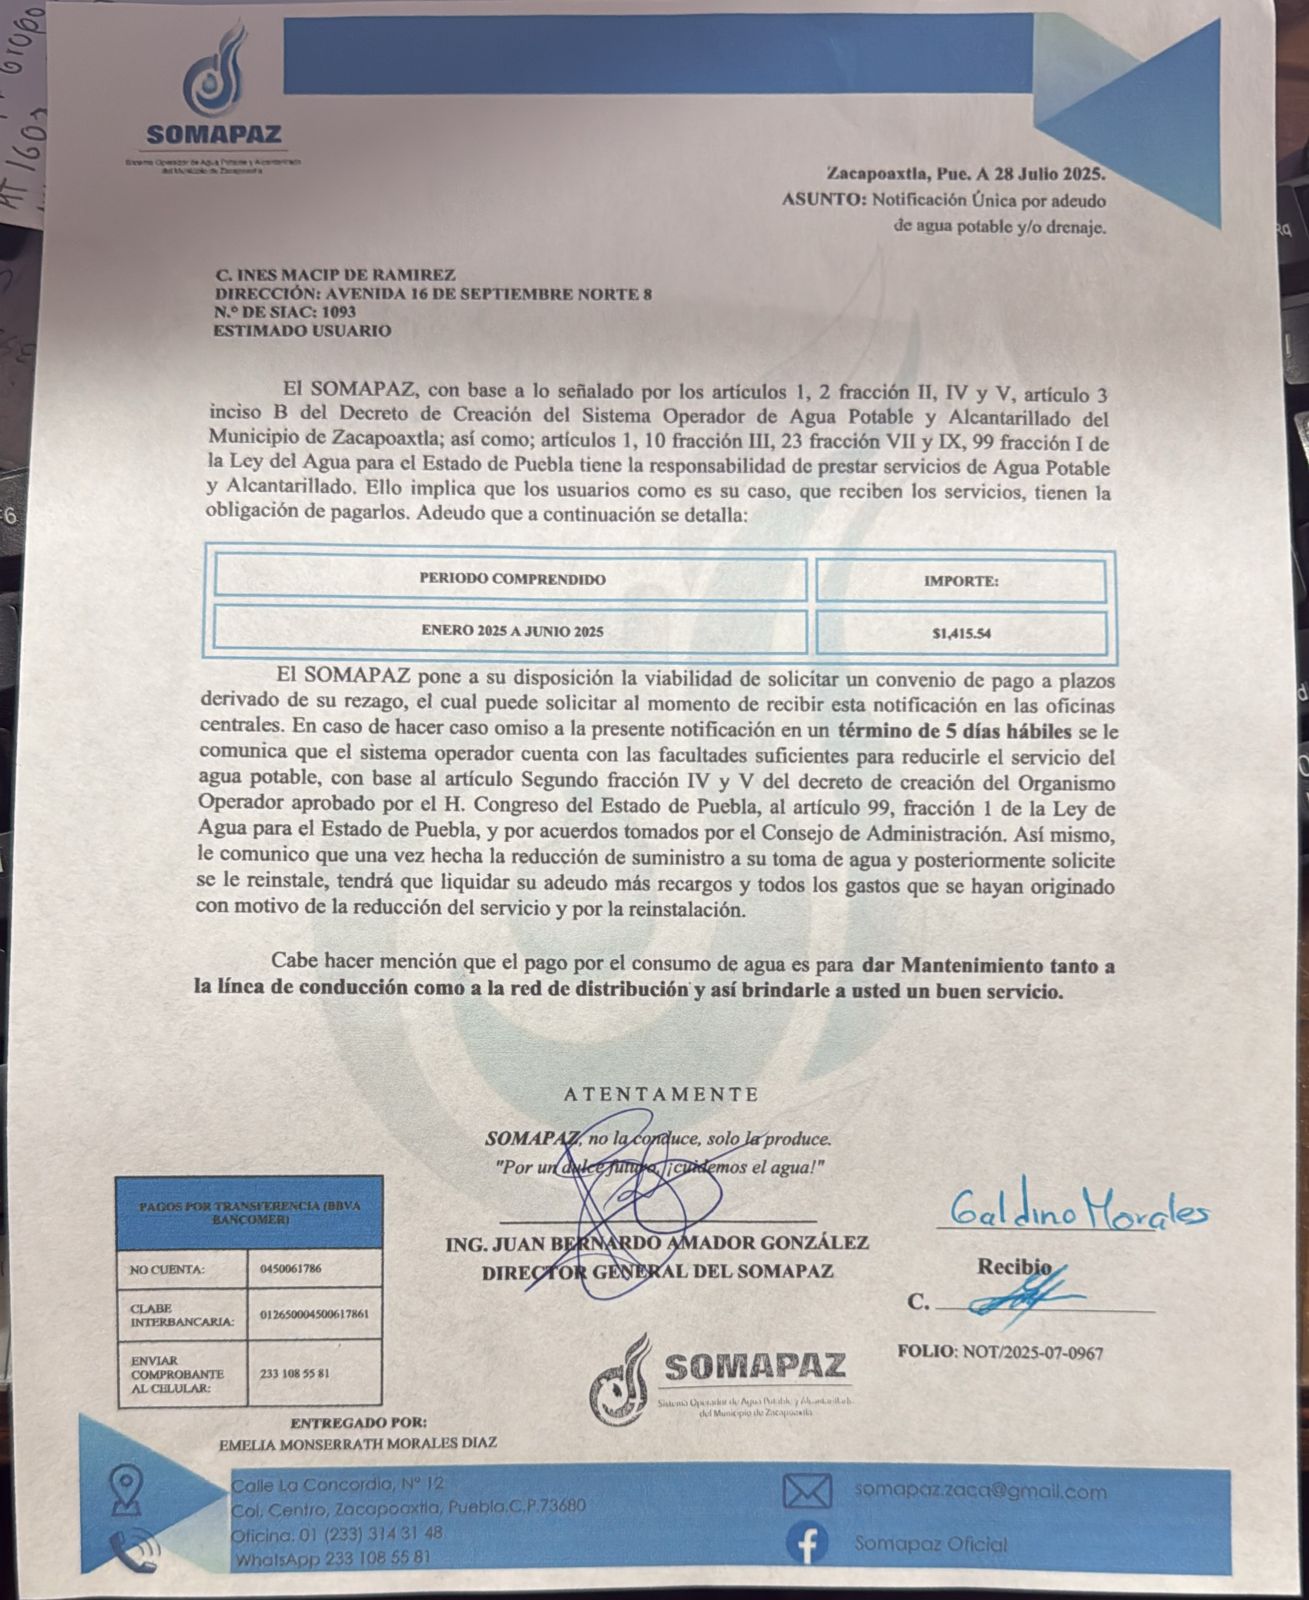 SOMAPAZ
Sistema Operador de Agua Potable y Alcantarillado
del Municipio de Zacapoaxtla
Zacapoaxtla, Pue. A 28 Julio 2025.
ASUNTO: Notificación Única por adeudo
de agua potable y/o drenaje.
C. INES MACIP DE RAMIREZ
DIRECCIÓN: AVENIDA 16 DE SEPTIEMBRE NORTE 8
N.º DE SIAC: 1093
ESTIMADO USUARIO
El SOMAPAZ, con base a lo señalado por los artículos 1, 2 fracción II, IV y V, artículo 3
inciso B del Decreto de Creación del Sistema Operador de Agua Potable y Alcantarillado del
Municipio de Zacapoaxtla; así como; artículos 1, 10 fracción III, 23 fracción VII y IX, 99 fracción I de
la Ley del Agua para el Estado de Puebla tiene la responsabilidad de prestar servicios de Agua Potable
y Alcantarillado. Ello implica que los usuarios como es su caso, que reciben los servicios, tienen la
obligación de pagarlos. Adeudo que a continuación se detalla:
PERIODO COMPRENDIDO IMPORTE:
ENERO 2025 A JUNIO 2025 $1,415.54
El SOMAPAZ pone a su disposición la viabilidad de solicitar un convenio de pago a plazos
derivado de su rezago, el cual puede solicitar al momento de recibir esta notificación en las oficinas
centrales. En caso de hacer caso omiso a la presente notificación en un término de 5 días hábiles se le
comunica que el sistema operador cuenta con las facultades suficientes para reducirle el servicio del
agua potable, con base al artículo Segundo fracción IV y V del decreto de creación del Organismo
Operador aprobado por el H. Congreso del Estado de Puebla, al artículo 99, fracción 1 de la Ley de
Agua para el Estado de Puebla, y por acuerdos tomados por el Consejo de Administración. Así mismo,
le comunico que una vez hecha la reducción de suministro a su toma de agua y posteriormente solicite
se le reinstale, tendrá que liquidar su adeudo más recargos y todos los gastos que se hayan originado
con motivo de la reducción del servicio y por la reinstalación.
Cabe hacer mención que el pago por el consumo de agua es para dar Mantenimiento tanto a
la línea de conducción como a la red de distribución y así brindarle a usted un buen servicio.
ATENTAMENTE
SOMAPAZ, no la conduce, solo la produce.
"Por un dulce futuro, ¡cuidemos el agua!"
ING. JUAN BERNARDO AMADOR GONZÁLEZ
DIRECTOR GENERAL DEL SOMAPAZ
Galdino Morales
Recibio
C.
FOLIO: NOT/2025-07-0967
PAGOS POR TRANSFERENCIA (BBVA
BANCOMER)
NO CUENTA: 0450061786
CLABE
INTERBANCARIA: 012650004500617861
ENVIAR
COMPROBANTE
AL CELULAR: 233 108 55 81
SOMAPAZ
Sistema Operador de Agua Potable y Alcantarillado
del Municipio de Zacapoaxtla
ENTREGADO POR:
EMELIA MONSERRATH MORALES DIAZ
Calle La Concordia, N° 12
Col. Centro, Zacapoaxtla, Puebla.C.P.73680
Oficina. 01 (233) 314 31 48
WhatsApp 233 108 55 81
somapaz.zaca@gmail.com
Somapaz Oficial